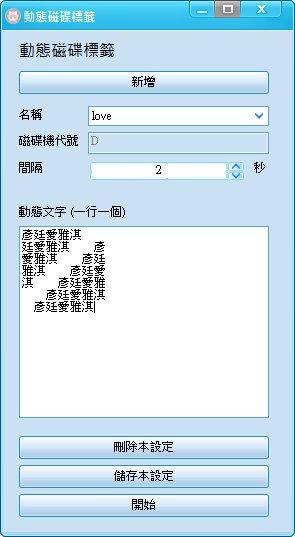 動態磁碟標籤
動態磁碟標籤
新增
名稱 love
磁碟機代號 D
間隔 2 秒
動態文字 (一行一個)
彥廷愛雅淇
廷愛雅淇　　彥
愛雅淇　　彥廷
雅淇　　彥廷愛
淇　　彥廷愛雅
　　彥廷愛雅淇
　彥廷愛雅淇
刪除本設定
儲存本設定
開始